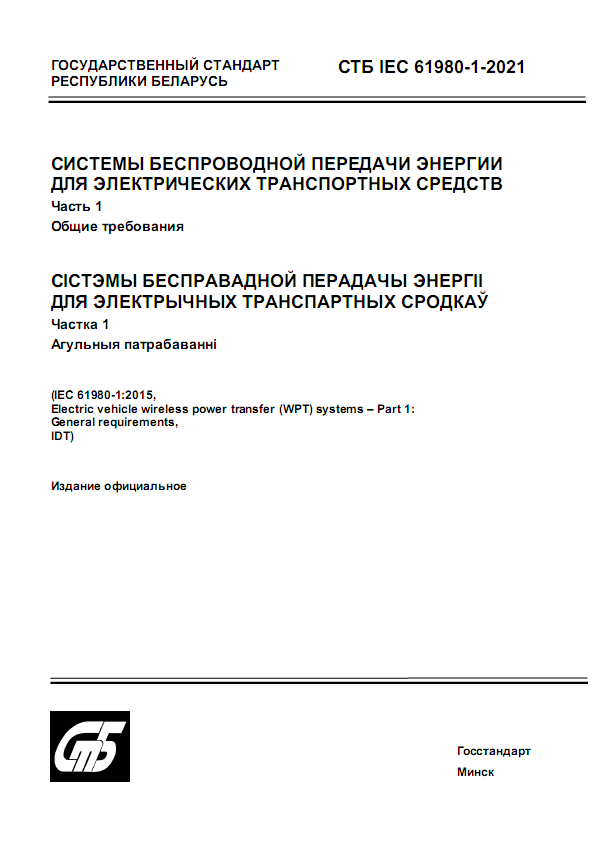 ГОСУДАРСТВЕННЫЙ СТАНДАРТ
РЕСПУБЛИКИ БЕЛАРУСЬ
СТБ IEC 61980-1-2021
СИСТЕМЫ БЕСПРОВОДНОЙ ПЕРЕДАЧИ ЭНЕРГИИ
ДЛЯ ЭЛЕКТРИЧЕСКИХ ТРАНСПОРТНЫХ СРЕДСТВ
Часть 1
Общие требования
СІСТЭМЫ БЕСПРАВАДНОЙ ПЕРАДАЧЫ ЭНЕРГІІ
ДЛЯ ЭЛЕКТРЫЧНЫХ ТРАНСПАРТНЫХ СРОДКАЎ
Частка 1
Агульныя патрабаванні
(IEC 61980-1:2015,
Electric vehicle wireless power transfer (WPT) systems – Part 1:
General requirements,
IDT)
Издание официальное
СТБ
Госстандарт
Минск